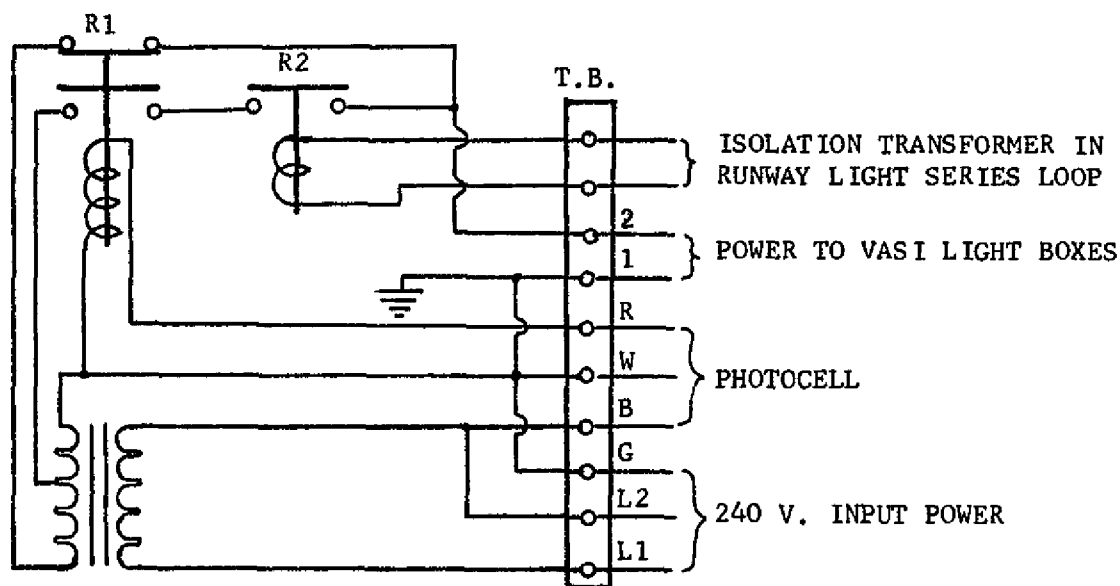 R1
R2
T.B.
ISOLATION TRANSFORMER IN
RUNWAY LIGHT SERIES LOOP
2
1
POWER TO VASI LIGHT BOXES
R
W
B
PHOTOCELL
G
L2
L1
240 V. INPUT POWER